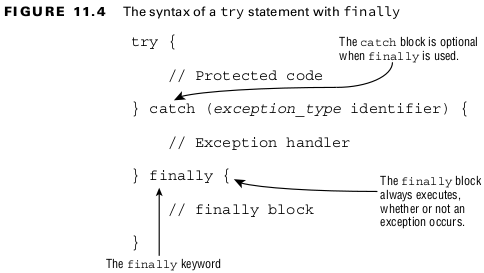 FIGURE 11.4 The syntax of a try statement with finally
try {
The catch block is optional
when finally is used.
// Protected code
} catch (exception_type identifier) {
// Exception handler
} finally {
The finally block
always executes,
whether or not an
exception occurs.
// finally block
}
The finally keyword